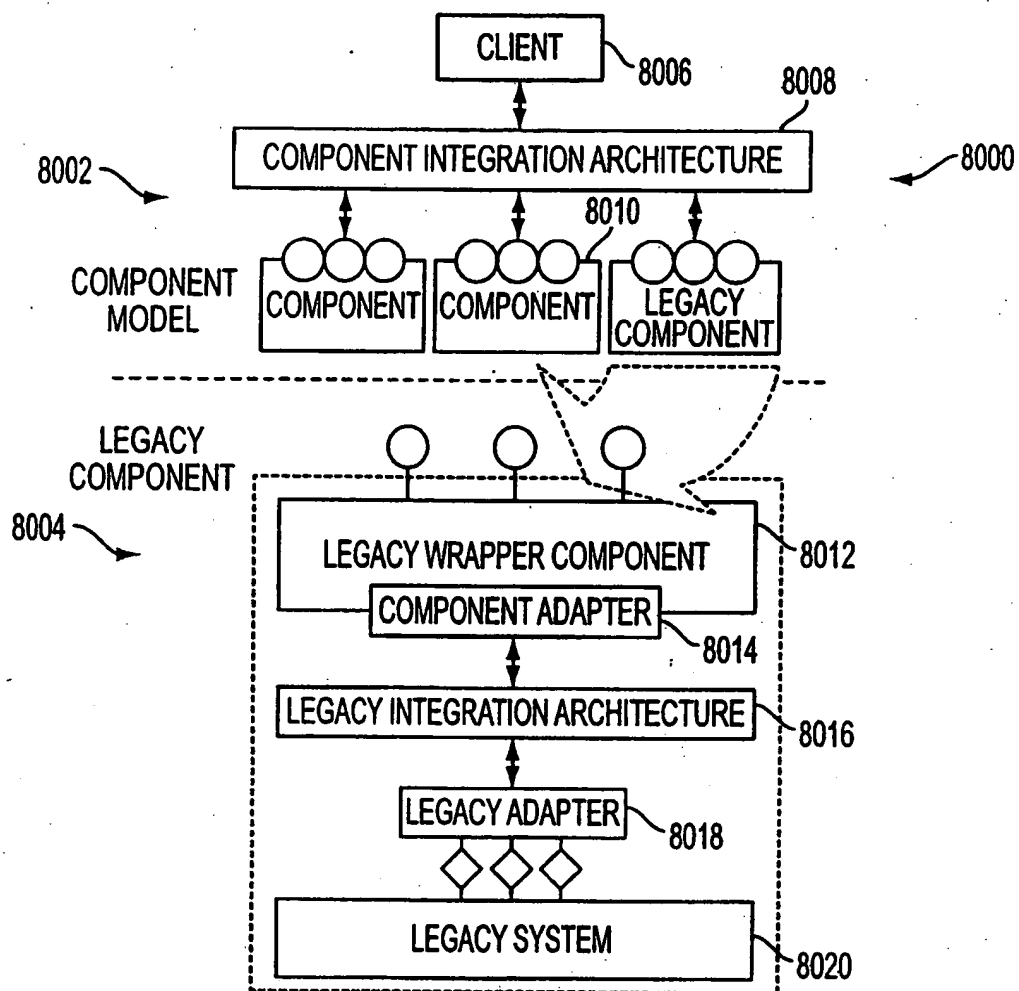 CLIENT
8006
8008
COMPONENT INTEGRATION ARCHITECTURE
8000
8002
8010
COMPONENT
MODEL
COMPONENT
COMPONENT
LEGACY
COMPONENT
LEGACY
COMPONENT
8004
LEGACY WRAPPER COMPONENT
8012
COMPONENT ADAPTER
8014
LEGACY INTEGRATION ARCHITECTURE
8016
LEGACY ADAPTER
8018
LEGACY SYSTEM
8020